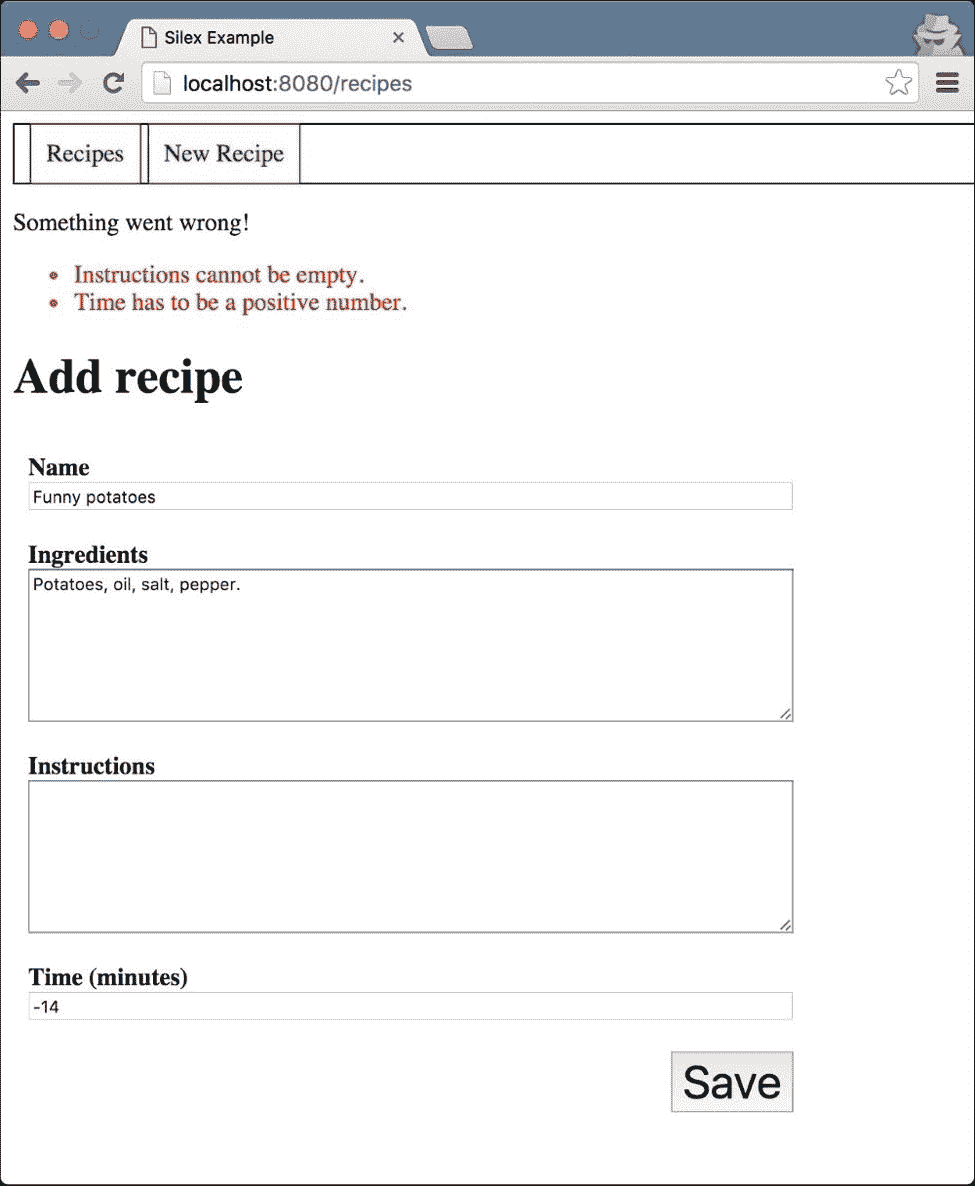 Silex Example
localhost:8080/recipes
Recipes New Recipe
Something went wrong!
Instructions cannot be empty.
Time has to be a positive number.
Add recipe
Name
Funny potatoes
Ingredients
Potatoes, oil, salt, pepper.
Instructions
Time (minutes)
-14
Save